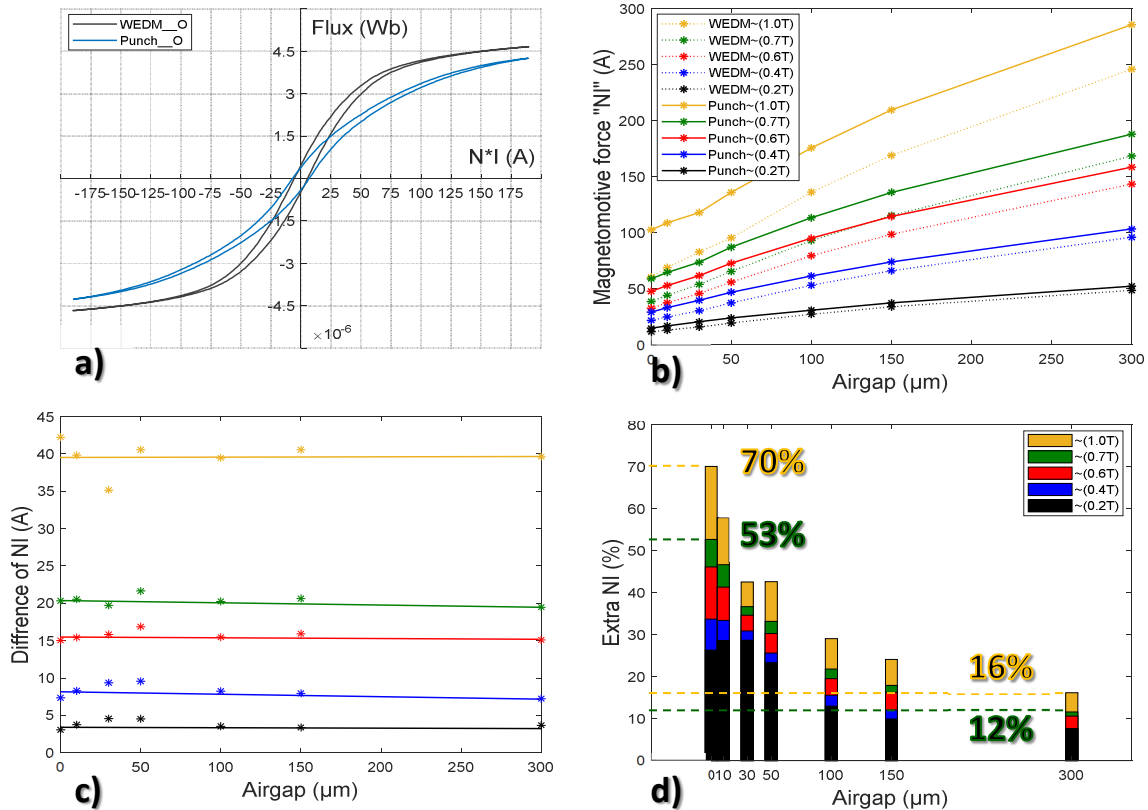 WEDM__O
Punch__O
Flux (Wb)
4.5
3
1.5
N*I (A)
-175 -150 -125 -100 -75 -50 -25 25 50 75 100 125 150 175
-1.5
-3
-4.5
×10-6
a)
300
250
200
150
100
50
0
Magnetomotive force "NI" (A)
WEDM~(1.0T)
WEDM~(0.7T)
WEDM~(0.6T)
WEDM~(0.4T)
WEDM~(0.2T)
Punch~(1.0T)
Punch~(0.7T)
Punch~(0.6T)
Punch~(0.4T)
Punch~(0.2T)
0 50 100 150 200 250 300
Airgap (µm)
b)
45
40
35
30
25
20
15
10
5
0
Diffrence of NI (A)
0 50 100 150 200 250 300
Airgap (µm)
c)
80
70
60
50
40
30
20
10
0
Extra NI (%)
70%
53%
16%
12%
~(1.0T)
~(0.7T)
~(0.6T)
~(0.4T)
~(0.2T)
0 10 30 50 100 150 300
Airgap (µm)
d)